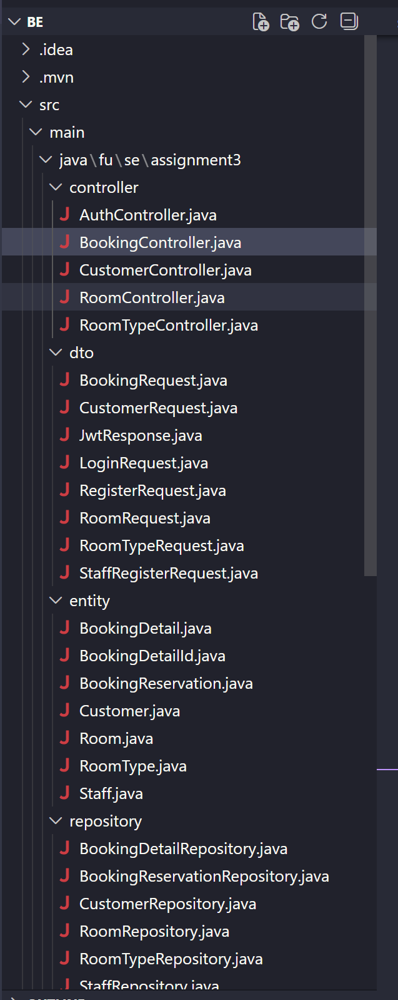 BE
.idea
.mvn
src
main
java\fu\se\assignment3
controller
J AuthController.java
J BookingController.java
J CustomerController.java
J RoomController.java
J RoomTypeController.java
dto
J BookingRequest.java
J CustomerRequest.java
J JwtResponse.java
J LoginRequest.java
J RegisterRequest.java
J RoomRequest.java
J RoomTypeRequest.java
J StaffRegisterRequest.java
entity
J BookingDetail.java
J BookingDetailId.java
J BookingReservation.java
J Customer.java
J Room.java
J RoomType.java
J Staff.java
repository
J BookingDetailRepository.java
J BookingReservationRepository.java
J CustomerRepository.java
J RoomRepository.java
J RoomTypeRepository.java
J StaffRepository.java
OUTLINE